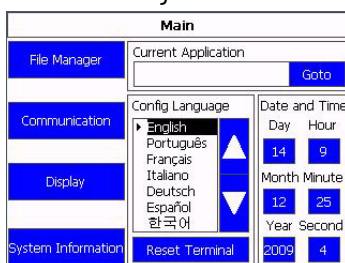 Main
File Manager
Current Application
Goto
Communication
Config Language
English
Português
Français
Italiano
Deutsch
Español
한국어
Date and Time
Day Hour
14 9
Month Minute
12 25
Year Second
2009 4
Display
System Information
Reset Terminal